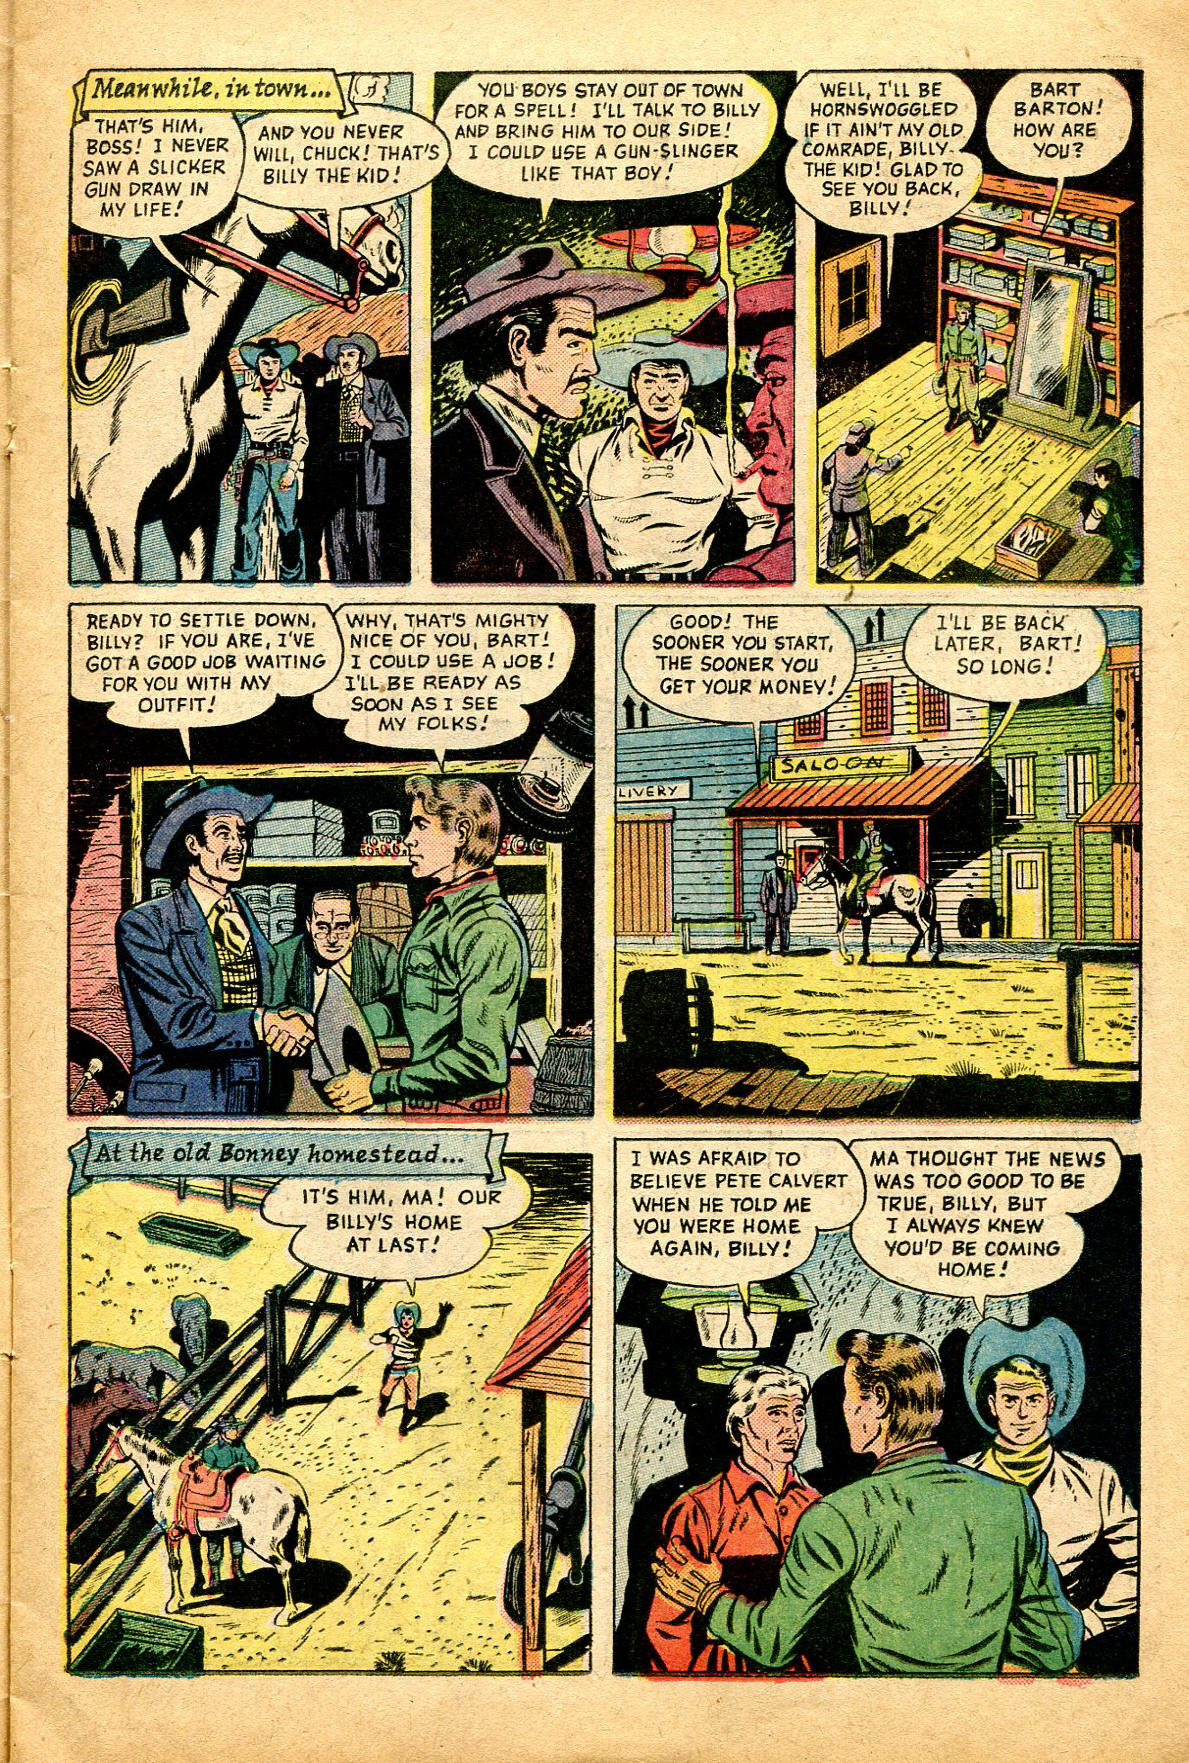 Meanwhile, in town...
THAT'S HIM,
BOSS! I NEVER
SAW A SLICKER
GUN DRAW IN
MY LIFE!
AND YOU NEVER
WILL, CHUCK! THAT'S
BILLY THE KID!
YOU BOYS STAY OUT OF TOWN
FOR A SPELL! I'LL TALK TO BILLY
AND BRING HIM TO OUR SIDE!
I COULD USE A GUN-SLINGER
LIKE THAT BOY!
WELL, I'LL BE
HORNSWOGGLED
IF IT AIN'T MY OLD
COMRADE, BILLY-
THE KID! GLAD TO
SEE YOU BACK,
BILLY!
BART
BARTON!
HOW ARE
YOU?
READY TO SETTLE DOWN,
BILLY? IF YOU ARE, I'VE
GOT A GOOD JOB WAITING
FOR YOU WITH MY
OUTFIT!
WHY, THAT'S MIGHTY
NICE OF YOU, BART!
I COULD USE A JOB!
I'LL BE READY AS
SOON AS I SEE
MY FOLKS!
GOOD! THE
SOONER YOU START,
THE SOONER YOU
GET YOUR MONEY!
I'LL BE BACK
LATER, BART!
SO LONG!
SALOON
LIVERY
At the old Bonney homestead...
IT'S HIM, MA! OUR
BILLY'S HOME
AT LAST!
I WAS AFRAID TO
BELIEVE PETE CALVERT
WHEN HE TOLD ME
YOU WERE HOME
AGAIN, BILLY!
MA THOUGHT THE NEWS
WAS TOO GOOD TO BE
TRUE, BILLY, BUT
I ALWAYS KNEW
YOU'D BE COMING
HOME!